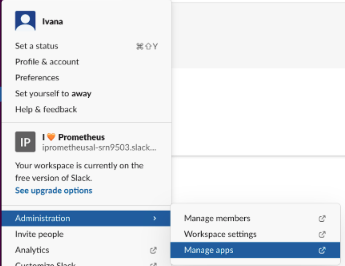 Ivana
Set a status ⌘⇧Y
Profile & account
Preferences
Set yourself to away
Help & feedback
IP
I 🧡 Prometheus
iprometheusal-srn9503.slack...
Your workspace is currently on the
free version of Slack.
See upgrade options
Administration
Manage members
Invite people
Workspace settings
Analytics
Manage apps
Customize Slack